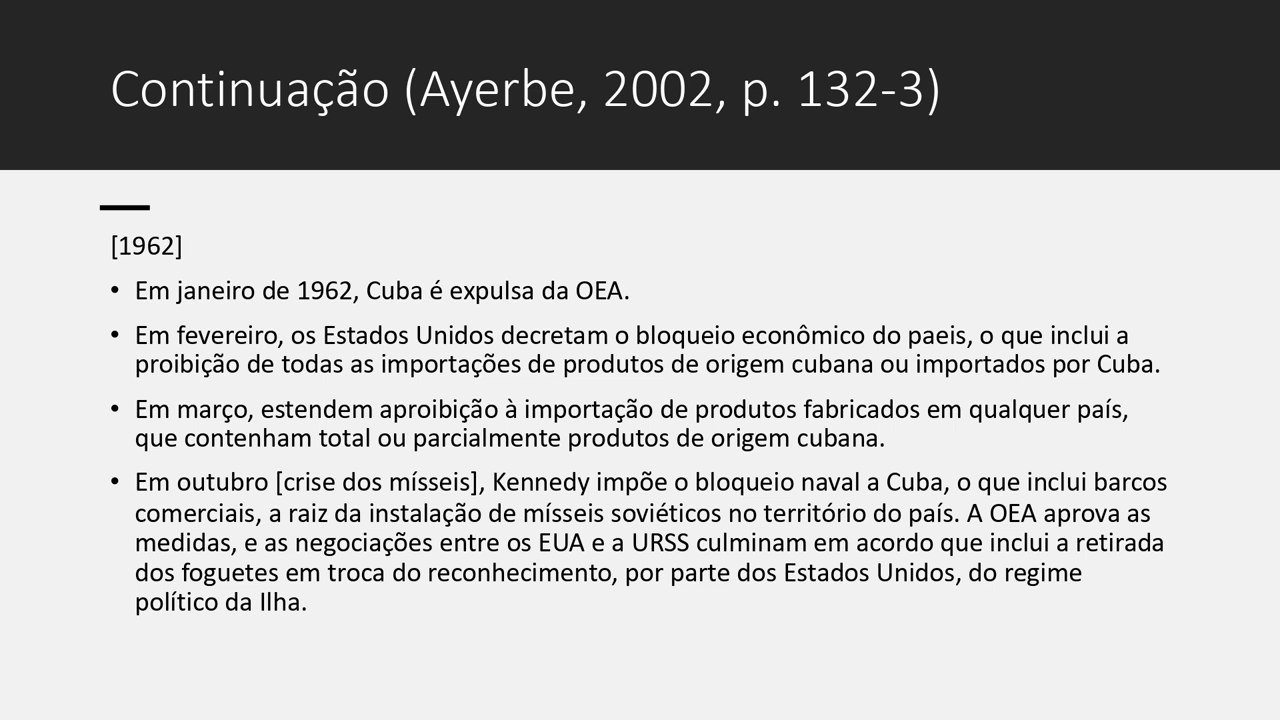 Continuação (Ayerbe, 2002, p. 132-3)
[1962]
• Em janeiro de 1962, Cuba é expulsa da OEA.
• Em fevereiro, os Estados Unidos decretam o bloqueio econômico do paeis, o que inclui a
proibição de todas as importações de produtos de origem cubana ou importados por Cuba.
• Em março, estendem aproibição à importação de produtos fabricados em qualquer país,
que contenham total ou parcialmente produtos de origem cubana.
• Em outubro [crise dos mísseis], Kennedy impõe o bloqueio naval a Cuba, o que inclui barcos
comerciais, a raiz da instalação de mísseis soviéticos no território do país. A OEA aprova as
medidas, e as negociações entre os EUA e a URSS culminam em acordo que inclui a retirada
dos foguetes em troca do reconhecimento, por parte dos Estados Unidos, do regime
político da Ilha.